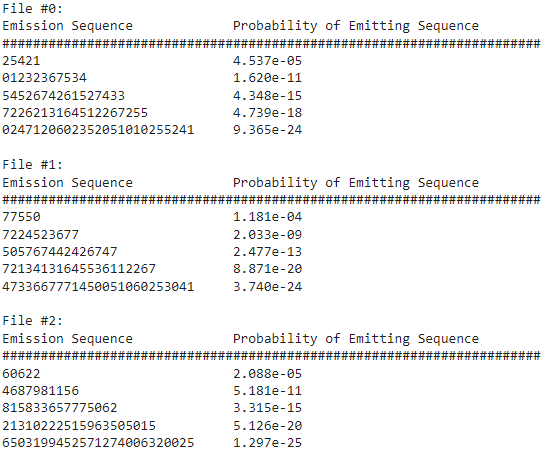 File #0:
Emission Sequence Probability of Emitting Sequence
######################################################################
25421 4.537e-05
01232367534 1.620e-11
5452674261527433 4.348e-15
7226213164512267255 4.739e-18
0247120602352051010255241 9.365e-24
File #1:
Emission Sequence Probability of Emitting Sequence
######################################################################
77550 1.181e-04
7224523677 2.033e-09
505767442426747 2.477e-13
72134131645536112267 8.871e-20
4733667771450051060253041 3.740e-24
File #2:
Emission Sequence Probability of Emitting Sequence
######################################################################
60622 2.088e-05
4687981156 5.181e-11
815833657775062 3.315e-15
21310222515963505015 5.126e-20
6503199452571274006320025 1.297e-25